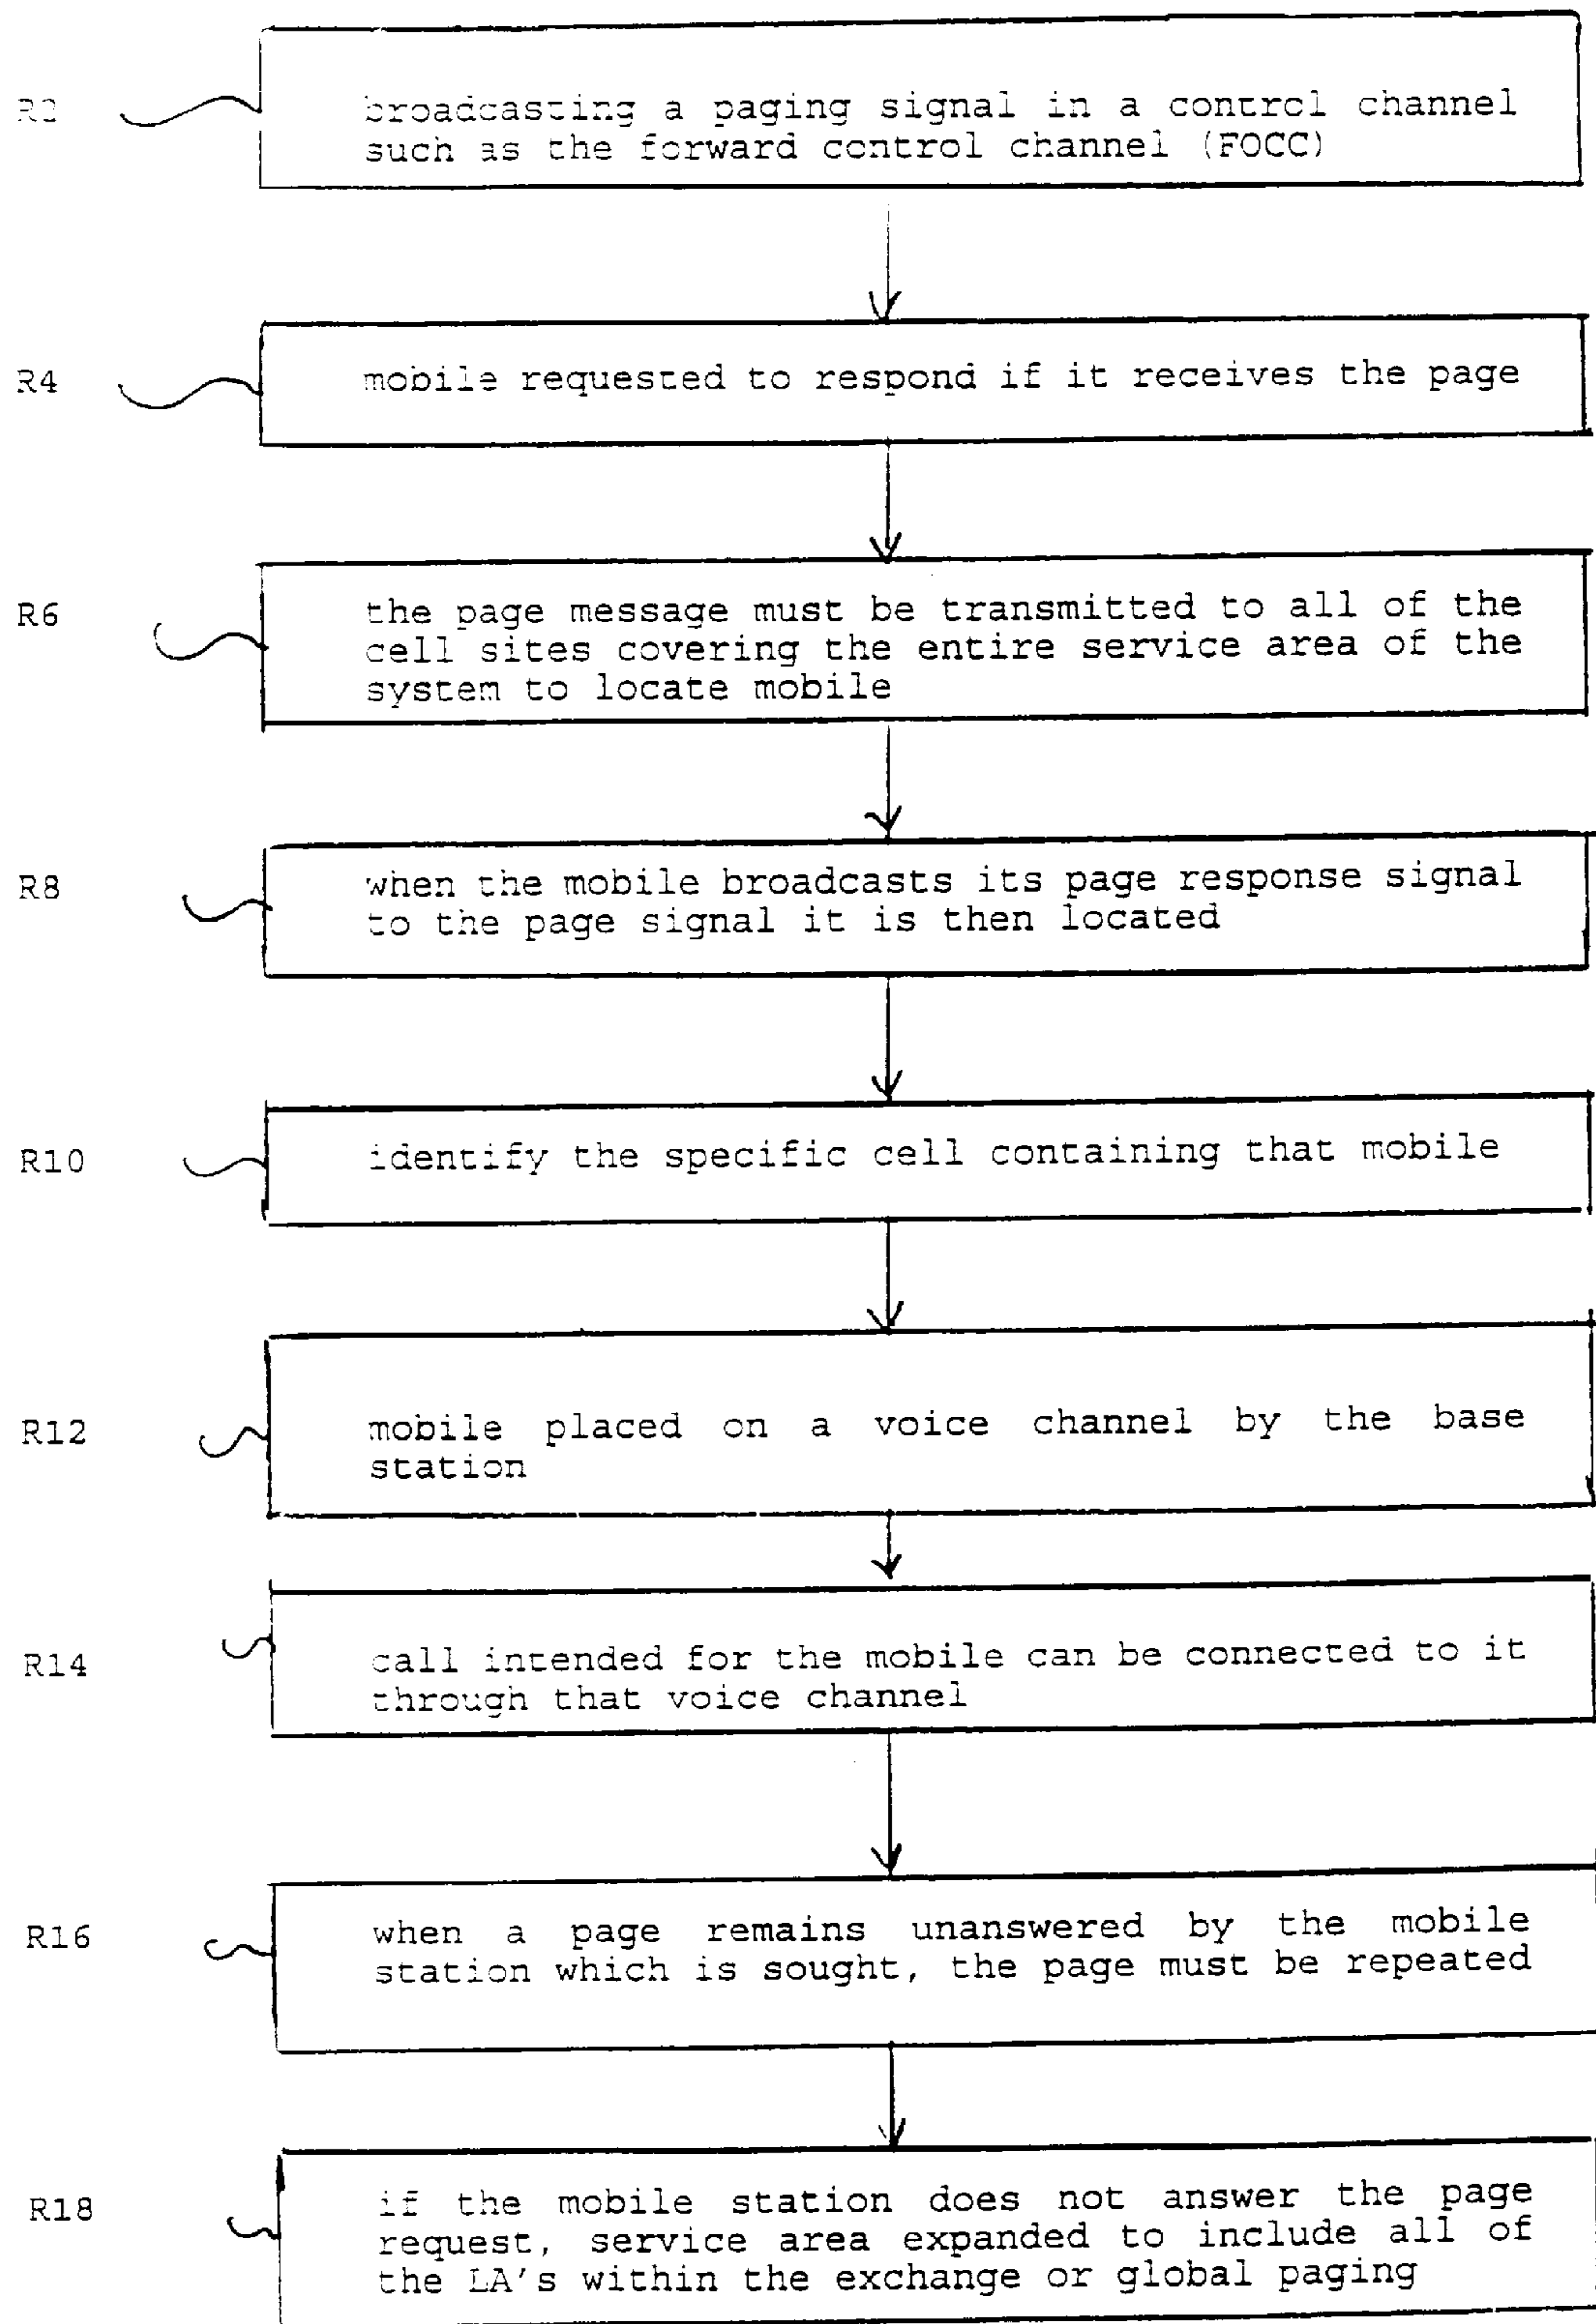 R2
broadcasting a paging signal in a control channel
such as the forward control channel (FOCC)
R4
mobile requested to respond if it receives the page
R6
the page message must be transmitted to all of the
cell sites covering the entire service area of the
system to locate mobile
R8
when the mobile broadcasts its page response signal
to the page signal it is then located
R10
identify the specific cell containing that mobile
R12
mobile placed on a voice channel by the base
station
R14
call intended for the mobile can be connected to it
through that voice channel
R16
when a page remains unanswered by the mobile
station which is sought, the page must be repeated
R18
if the mobile station does not answer the page
request, service area expanded to include all of
the LA's within the exchange or global paging